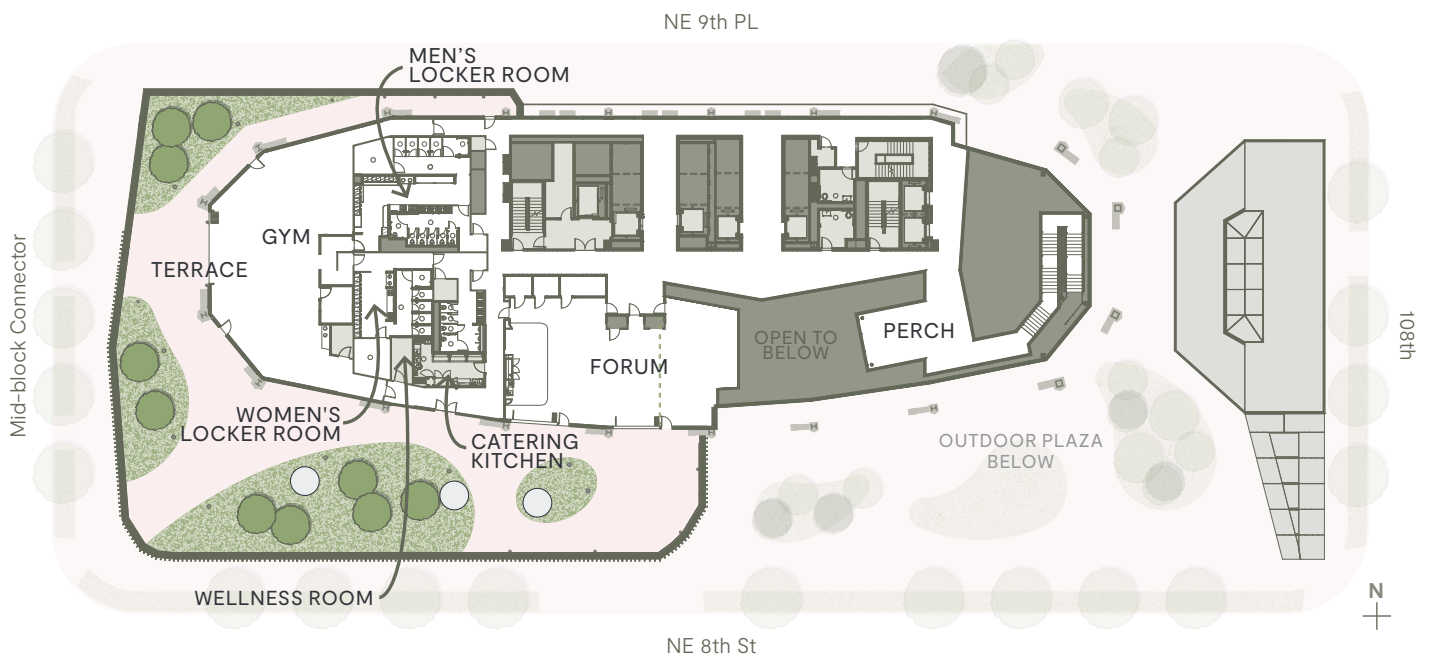 NE 9th PL
MEN'S
LOCKER ROOM
GYM
TERRACE
Mid-block Connector
108th
OPEN TO
BELOW
PERCH
FORUM
WOMEN'S
LOCKER ROOM
CATERING
KITCHEN
OUTDOOR PLAZA
BELOW
WELLNESS ROOM
N
NE 8th St